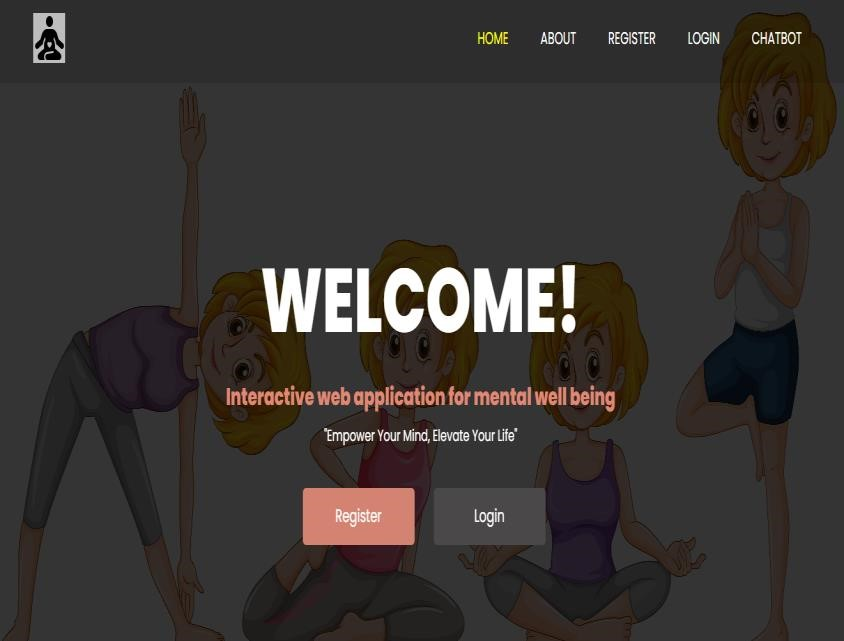 HOME ABOUT REGISTER LOGIN CHATBOT
WELCOME!
Interactive web application for mental well being
"Empower Your Mind, Elevate Your Life"
Register Login